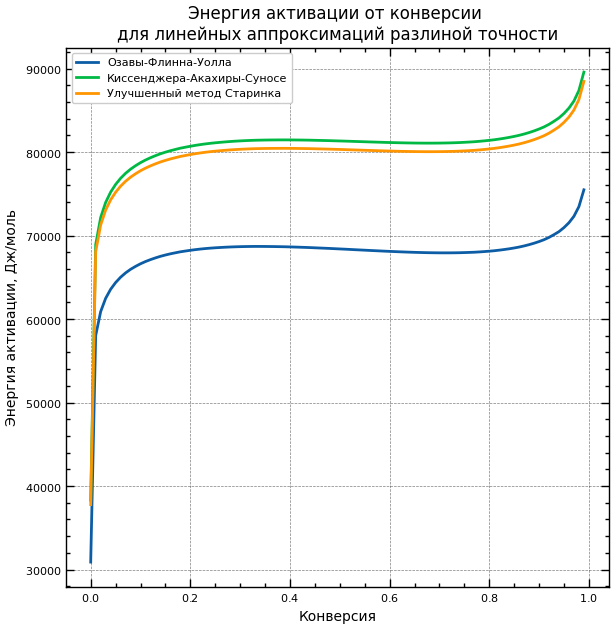 Энергия активации от конверсии
для линейных аппроксимаций разлиной точности
Озавы-Флинна-Уолла
Киссенджера-Акахиры-Суносе
Улучшенный метод Старинка
Энергия активации, Дж/моль
90000
80000
70000
60000
50000
40000
30000
0.0 0.2 0.4 0.6 0.8 1.0
Конверсия